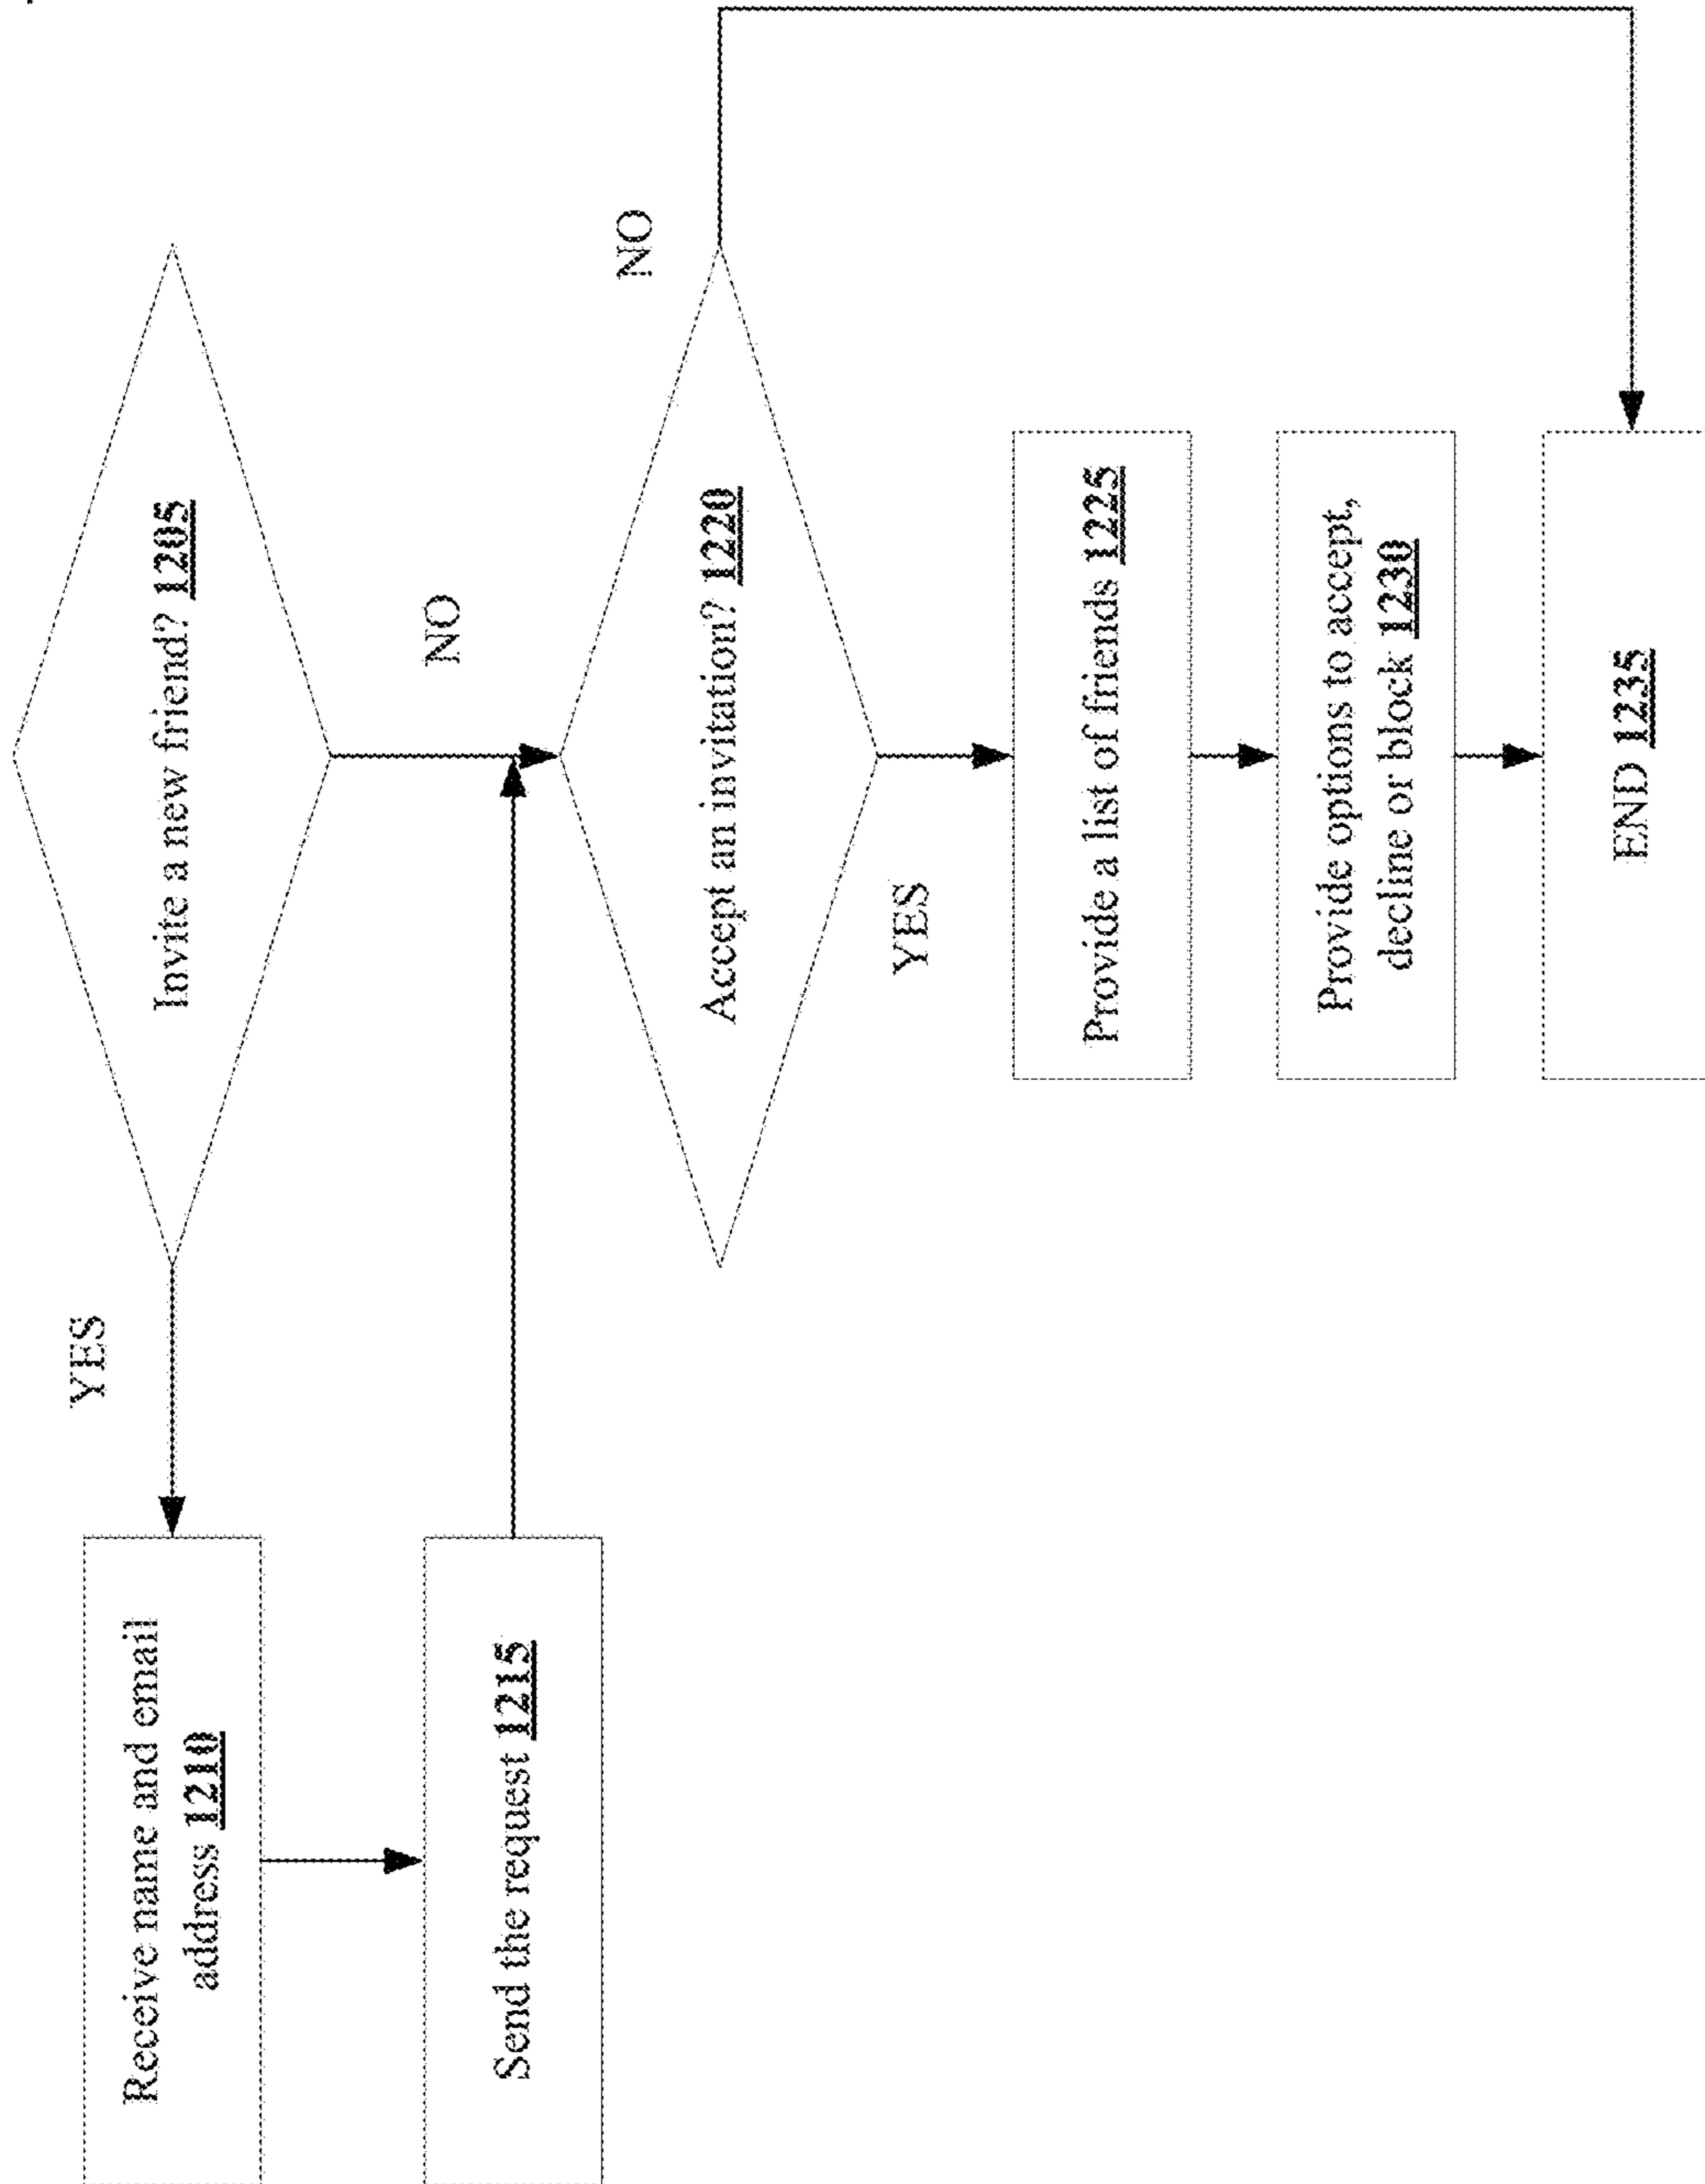 Invite a new friend? 1205
YES
NO
Receive name and email
address 1210
Send the request 1215
Accept an invitation? 1220
NO
YES
Provide a list of friends 1225
Provide options to accept,
decline or block 1230
END 1235